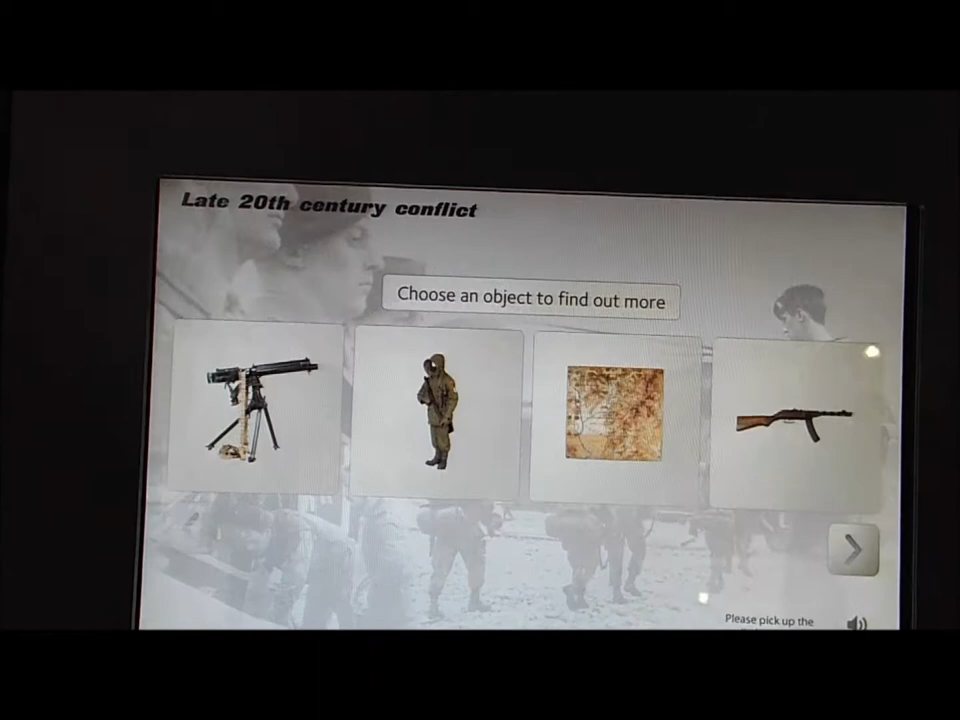 Late 20th century conflict
Choose an object to find out more
Please pick up the